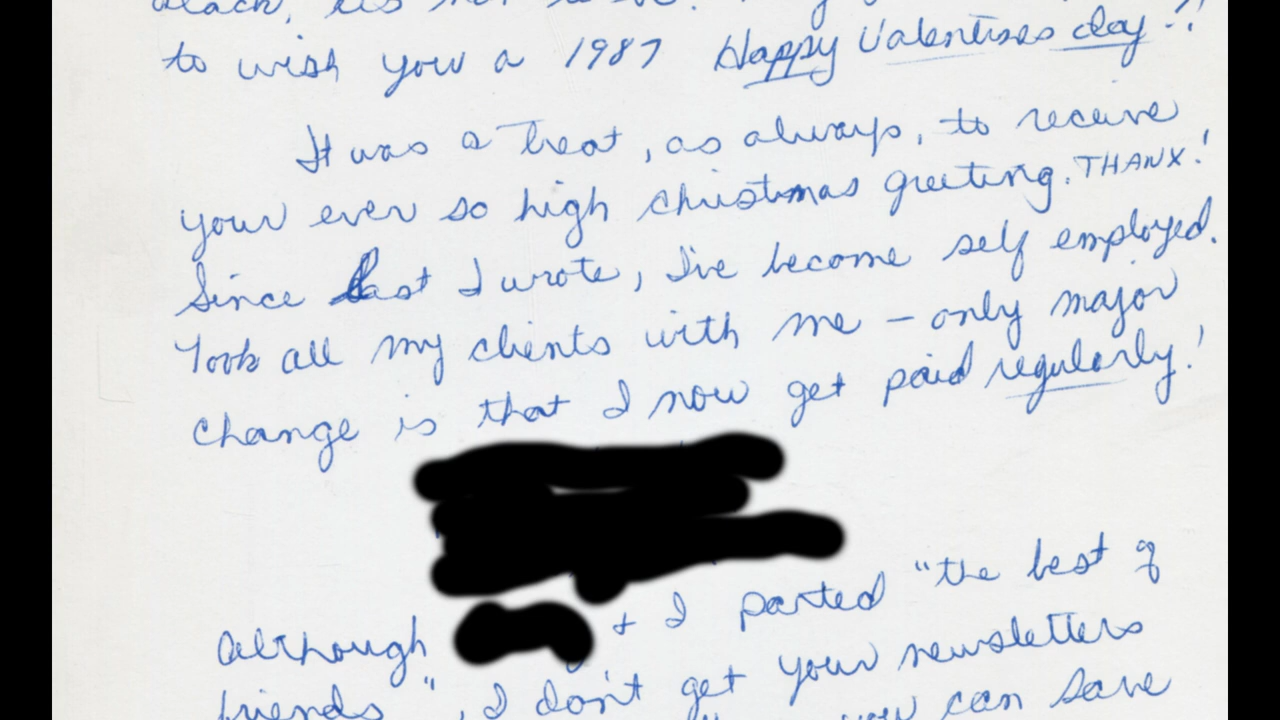 to wish you a 1987 Happy Valentines day!!
It was a Treat, as always, to receive
your ever so high christmas greeting. THANX!
Since last I wrote, I've become self employed.
Took all my clients with me – only major
change is that I now get paid regularly!
Although + I parted "the best of
friends", I don't get your newsletters
you can save